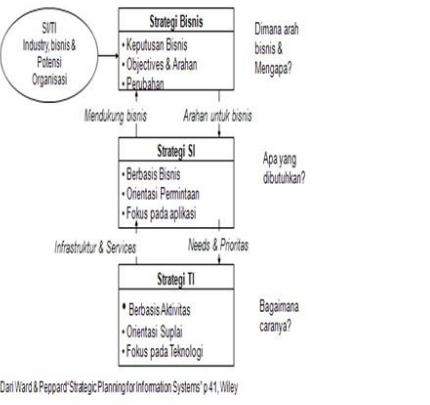 SI/TI
Industry, bisnis &
Potensi
Organisasi
Strategi Bisnis
• Keputusan Bisnis
• Objectives & Arahan
• Perubahan
Dimana arah
bisnis &
Mengapa?
Mendukung bisnis
Arahan untuk bisnis
Strategi SI
• Berbasis Bisnis
• Orientasi Permintaan
• Fokus pada aplikasi
Apa yang
dibutuhkan?
Infrastruktur & Services
Needs & Prioritas
Strategi TI
• Berbasis Aktivitas
• Orientasi Suplai
• Fokus pada Teknologi
Bagaimana
caranya?
Dari Ward & Peppard "Strategic Planning for Information Systems" p 41, Wiley